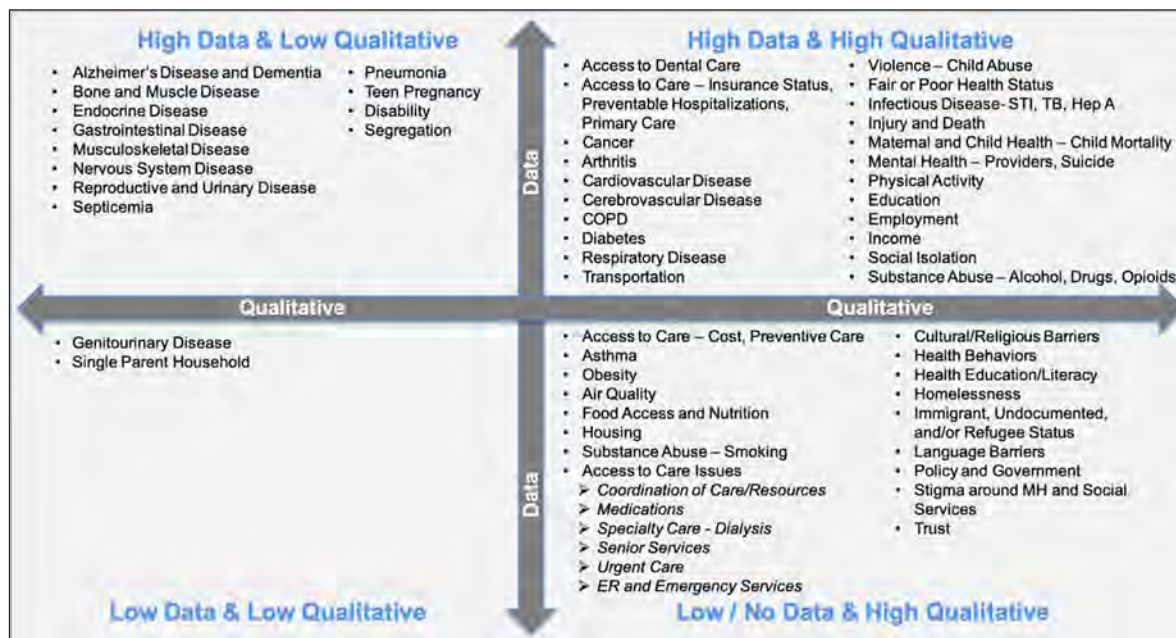 High Data & Low Qualitative
• Alzheimer's Disease and Dementia
• Bone and Muscle Disease
• Endocrine Disease
• Gastrointestinal Disease
• Musculoskeletal Disease
• Nervous System Disease
• Reproductive and Urinary Disease
• Septicemia
• Pneumonia
• Teen Pregnancy
• Disability
• Segregation
Data
High Data & High Qualitative
• Access to Dental Care
• Access to Care – Insurance Status,
Preventable Hospitalizations,
Primary Care
• Cancer
• Arthritis
• Cardiovascular Disease
• Cerebrovascular Disease
• COPD
• Diabetes
• Respiratory Disease
• Transportation
• Violence – Child Abuse
• Fair or Poor Health Status
• Infectious Disease- STI, TB, Hep A
• Injury and Death
• Maternal and Child Health – Child Mortality
• Mental Health – Providers, Suicide
• Physical Activity
• Education
• Employment
• Income
• Social Isolation
• Substance Abuse – Alcohol, Drugs, Opioids
Qualitative
Qualitative
• Genitourinary Disease
• Single Parent Household
Low Data & Low Qualitative
Data
• Access to Care – Cost, Preventive Care
• Asthma
• Obesity
• Air Quality
• Food Access and Nutrition
• Housing
• Substance Abuse – Smoking
• Access to Care Issues
➢ Coordination of Care/Resources
➢ Medications
➢ Specialty Care - Dialysis
➢ Senior Services
➢ Urgent Care
➢ ER and Emergency Services
• Cultural/Religious Barriers
• Health Behaviors
• Health Education/Literacy
• Homelessness
• Immigrant, Undocumented,
and/or Refugee Status
• Language Barriers
• Policy and Government
• Stigma around MH and Social
Services
• Trust
Low / No Data & High Qualitative